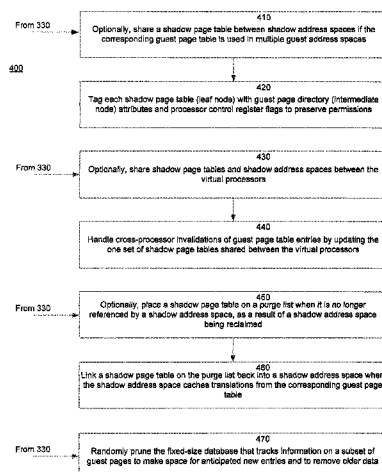 410
From 330
Optionally, share a shadow page table between shadow address spaces if the
corresponding guest page table is used in multiple guest address
spaces
400
420
Tag each shadow page table (leaf node) with guest page directory (intermediate
node) attributes and processor control register flags to preserve permissions
430
From 330
Optionally, share shadow page tables and shadow address spaces between the
virtual processors
440
Handle cross-processor invalidations of guest page table entries by updating the
one set of shadow page tables shared between the virtual processors
450
From 330
Optionally, place a shadow page table on a purge list when it is no longer
referenced by a shadow address space, as a result of a shadow address space
being reclaimed
460
Link a shadow page table on the purge list back into a shadow address space when
the shadow address space caches translations from the corresponding guest page
table
470
From 330
Randomly prune the fixed-size database that tracks information on a subset of
guest pages to make space for anticipated new entries and to remove older data